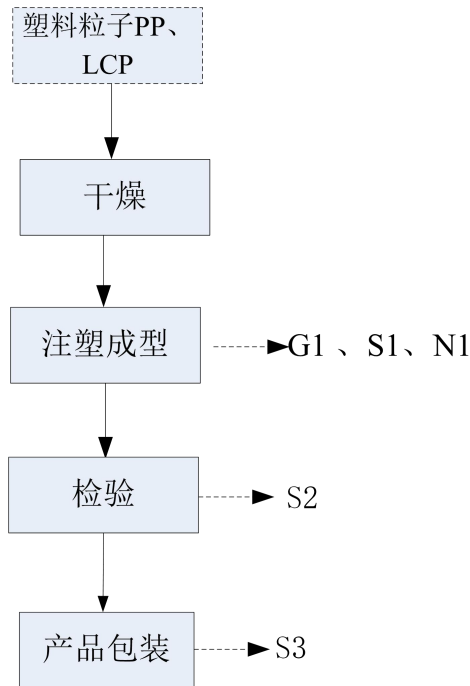 塑料粒子PP、
LCP
干燥
注塑成型
G1 、S1、N1
检验
S2
产品包装
S3